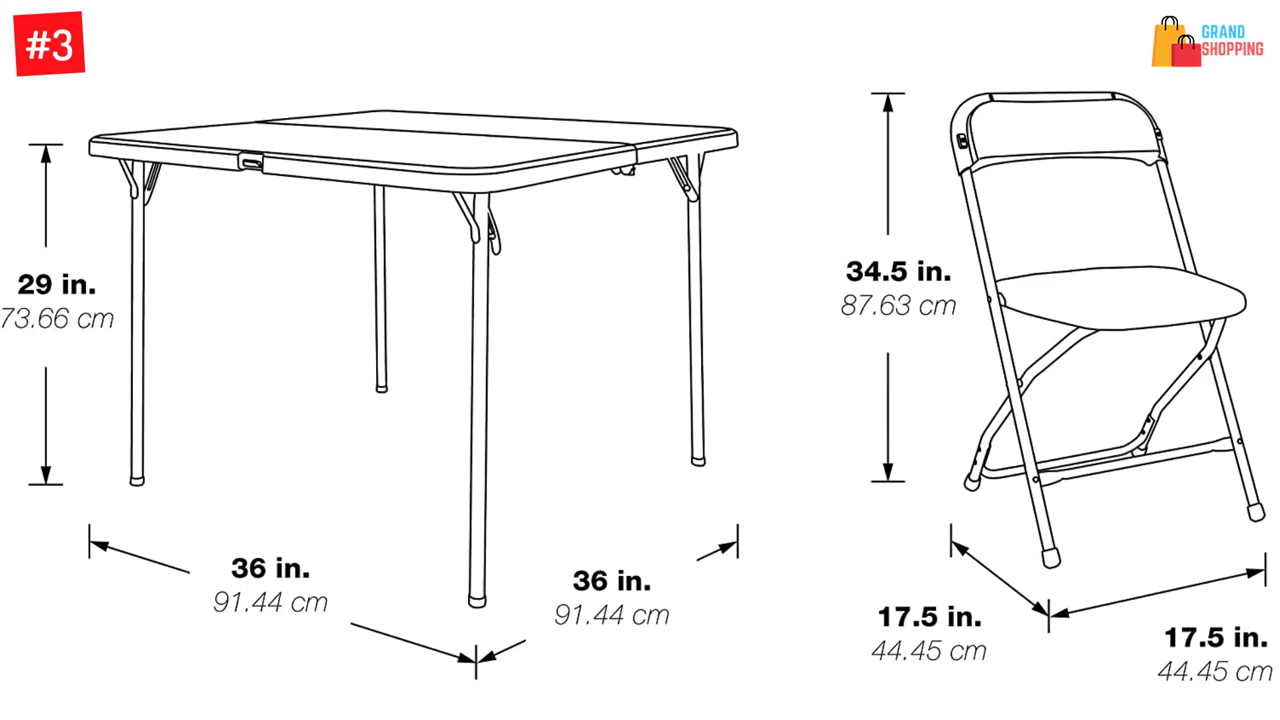 #3
GRAND
SHOPPING
29 in.
73.66 cm
34.5 in.
87.63 cm
36 in.
91.44 cm
36 in.
91.44 cm
17.5 in.
44.45 cm
17.5 in.
44.45 cm